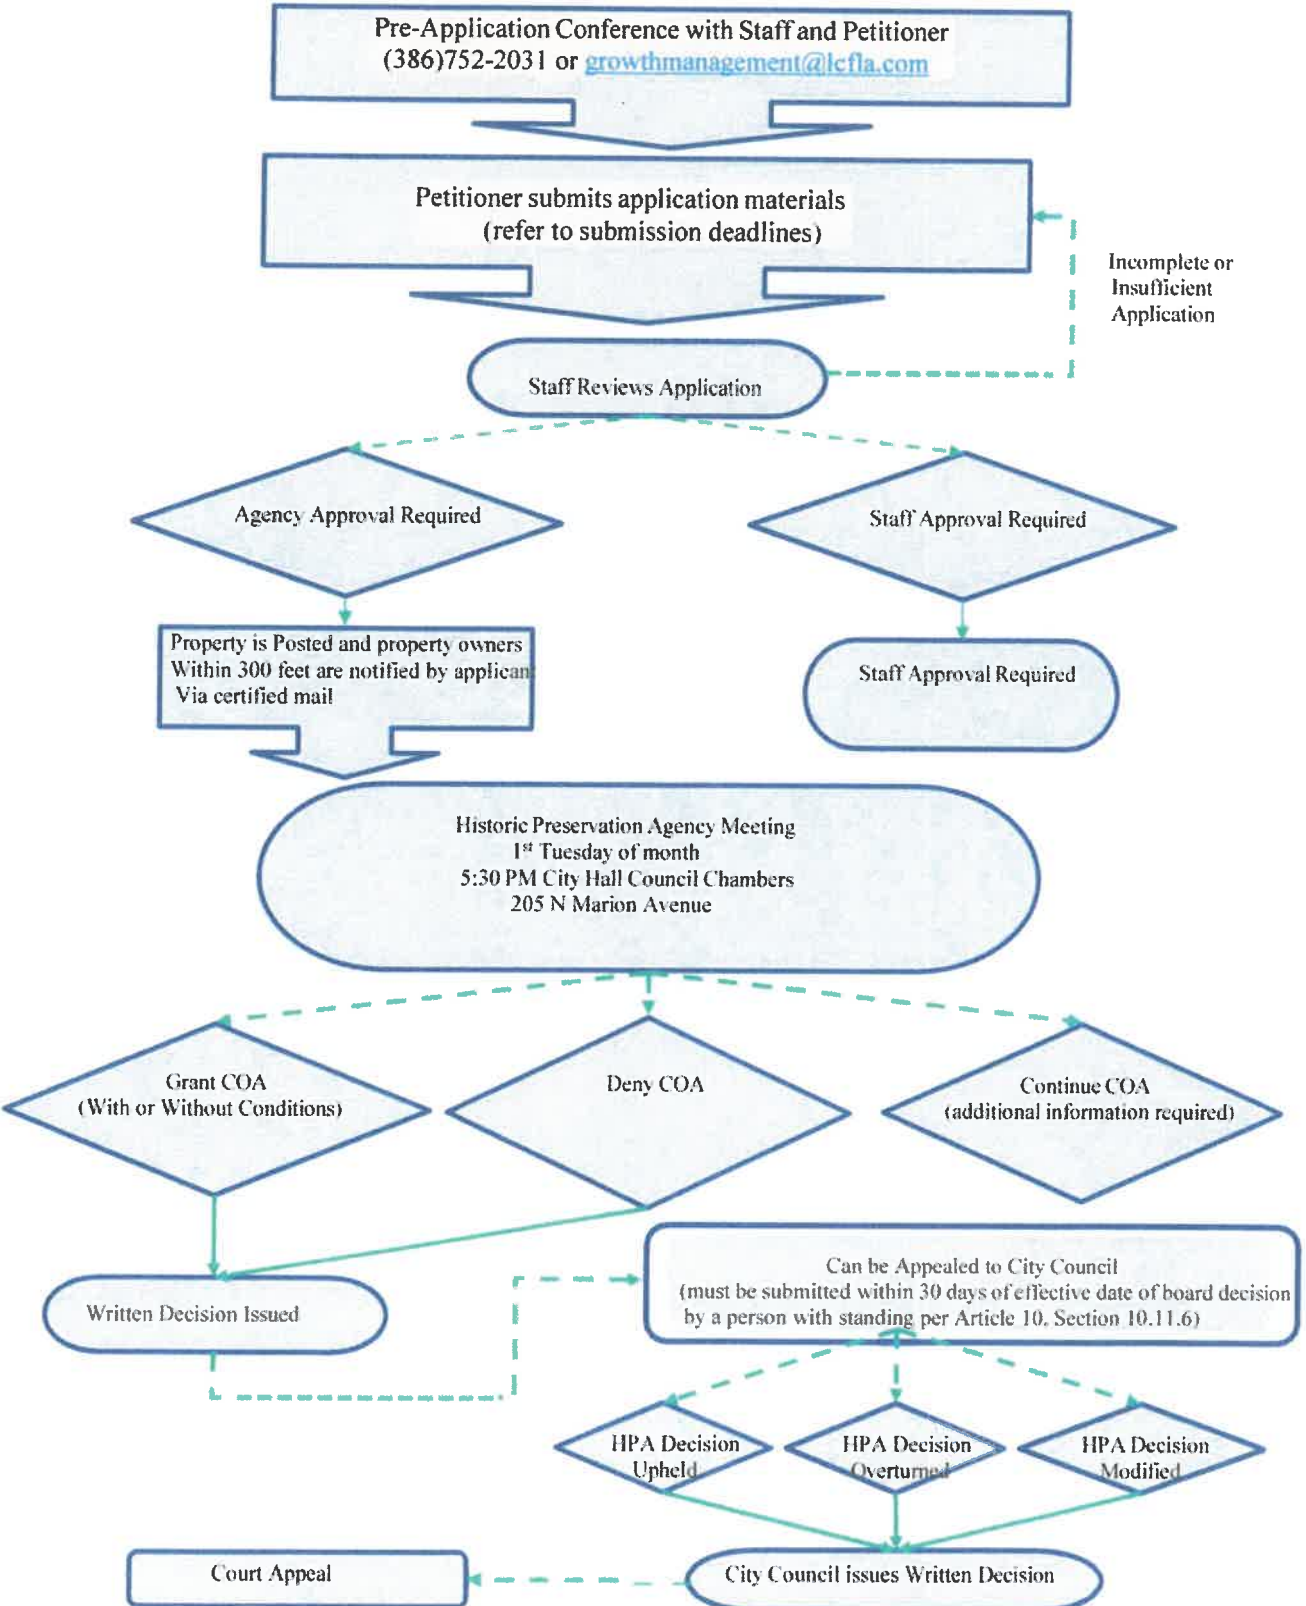 Pre-Application Conference with Staff and Petitioner
(386)752-2031 or growthmanagement@lcfla.com
Petitioner submits application materials
(refer to submission deadlines)
Incomplete or
Insufficient
Application
Staff Reviews Application
Agency Approval Required
Staff Approval Required
Property is Posted and property owners
Within 300 feet are notified by applicant
Via certified mail
Staff Approval Required
Historic Preservation Agency Meeting
1st Tuesday of month
5:30 PM City Hall Council Chambers
205 N Marion Avenue
Grant COA
(With or Without Conditions)
Deny COA
Continue COA
(additional information required)
Can be Appealed to City Council
(must be submitted within 30 days of effective date of board decision
by a person with standing per Article 10. Section 10.11.6)
Written Decision Issued
HPA Decision
Upheld
HPA Decision
Overturned
HPA Decision
Modified
Court Appeal
City Council issues Written Decision